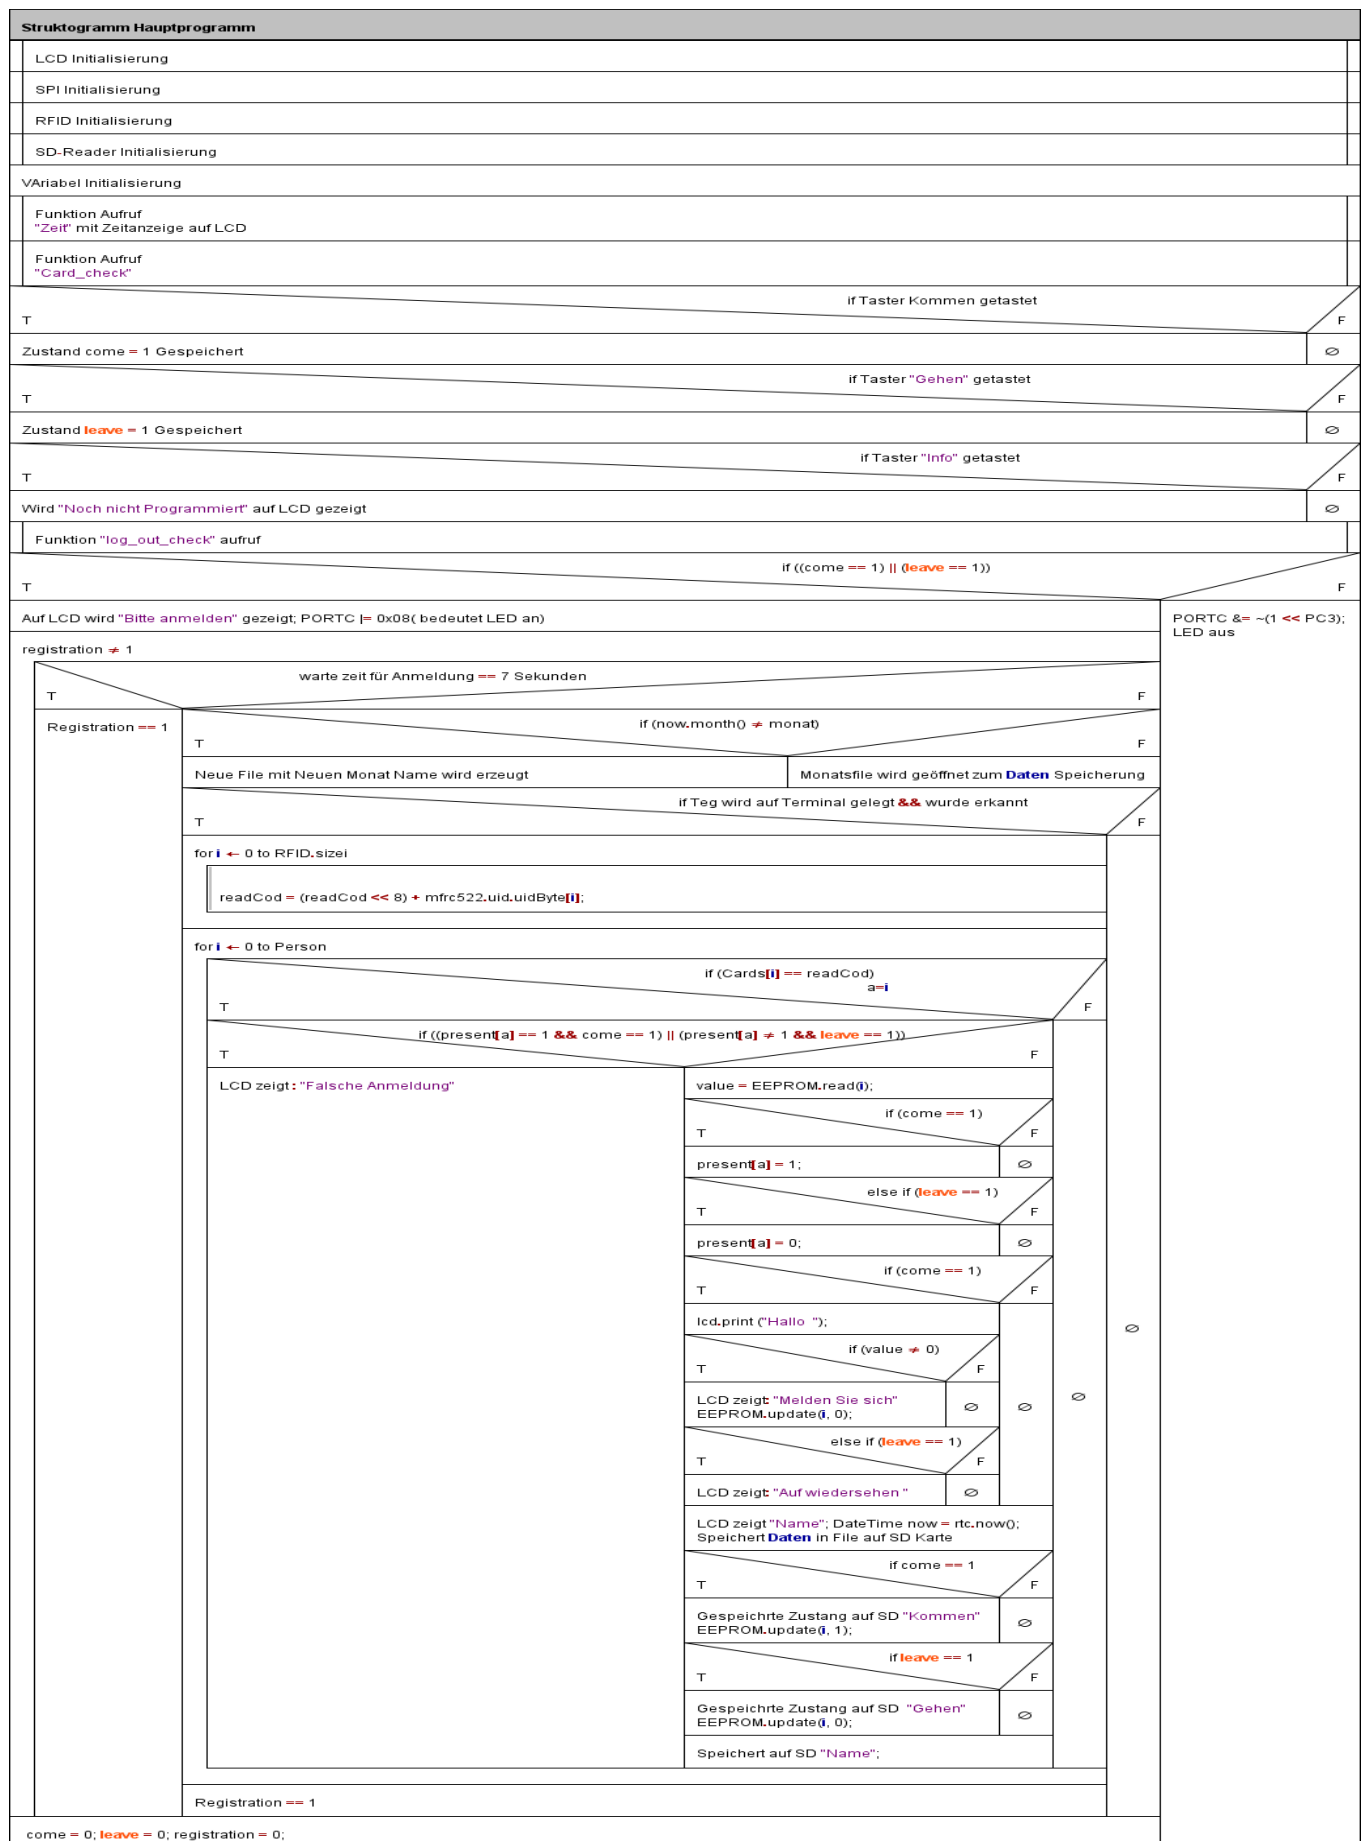 Struktogramm Hauptprogramm
LCD Initialisierung
SPI Initialisierung
RFID Initialisierung
SD-Reader Initialisierung
VAriabel Initialisierung
Funktion Aufruf
"Zeit" mit Zeitanzeige auf LCD
Funktion Aufruf
"Card_check"
if Taster Kommen getastet
T F
Zustand come = 1 Gespeichert ∅
if Taster "Gehen" getastet
T F
Zustand leave = 1 Gespeichert ∅
if Taster "Info" getastet
T F
Wird "Noch nicht Programmiert" auf LCD gezeigt ∅
Funktion "log_out_check" aufruf
if ((come == 1) || (leave == 1))
T F
Auf LCD wird "Bitte anmelden" gezeigt; PORTC |= 0x08( bedeutet LED an)
PORTC &= ~(1 << PC3);
LED aus
registration ≠ 1
warte zeit für Anmeldung == 7 Sekunden
T F
Registration == 1
if (now.month() ≠ monat)
T F
Neue File mit Neuen Monat Name wird erzeugt
Monatsfile wird geöffnet zum Daten Speicherung
if Teg wird auf Terminal gelegt && wurde erkannt
T F
for i ← 0 to RFID.sizei
readCod = (readCod << 8) + mfrc522.uid.uidByte[i];
for i ← 0 to Person
if (Cards[i] == readCod)
a=i
T F
if ((present[a] == 1 && come == 1) || (present[a] ≠ 1 && leave == 1))
T F
LCD zeigt: "Falsche Anmeldung"
value = EEPROM.read(i);
if (come == 1)
T F
present[a] = 1; ∅
else if (leave == 1)
T F
present[a] = 0; ∅
if (come == 1)
T F
lcd.print ("Hallo  ");
∅
if (value ≠ 0)
T F
LCD zeigt: "Melden Sie sich"
EEPROM.update(i, 0);
∅ ∅ ∅
else if (leave == 1)
T F
LCD zeigt: "Auf wiedersehen " ∅
LCD zeigt "Name"; DateTime now = rtc.now();
Speichert Daten in File auf SD Karte
if come == 1
T F
Gespeichrte Zustang auf SD "Kommen"
EEPROM.update(i, 1);
∅
if leave == 1
T F
Gespeichrte Zustang auf SD  "Gehen"
EEPROM.update(i, 0);
∅
Speichert auf SD "Name";
Registration == 1
come = 0; leave = 0; registration = 0;